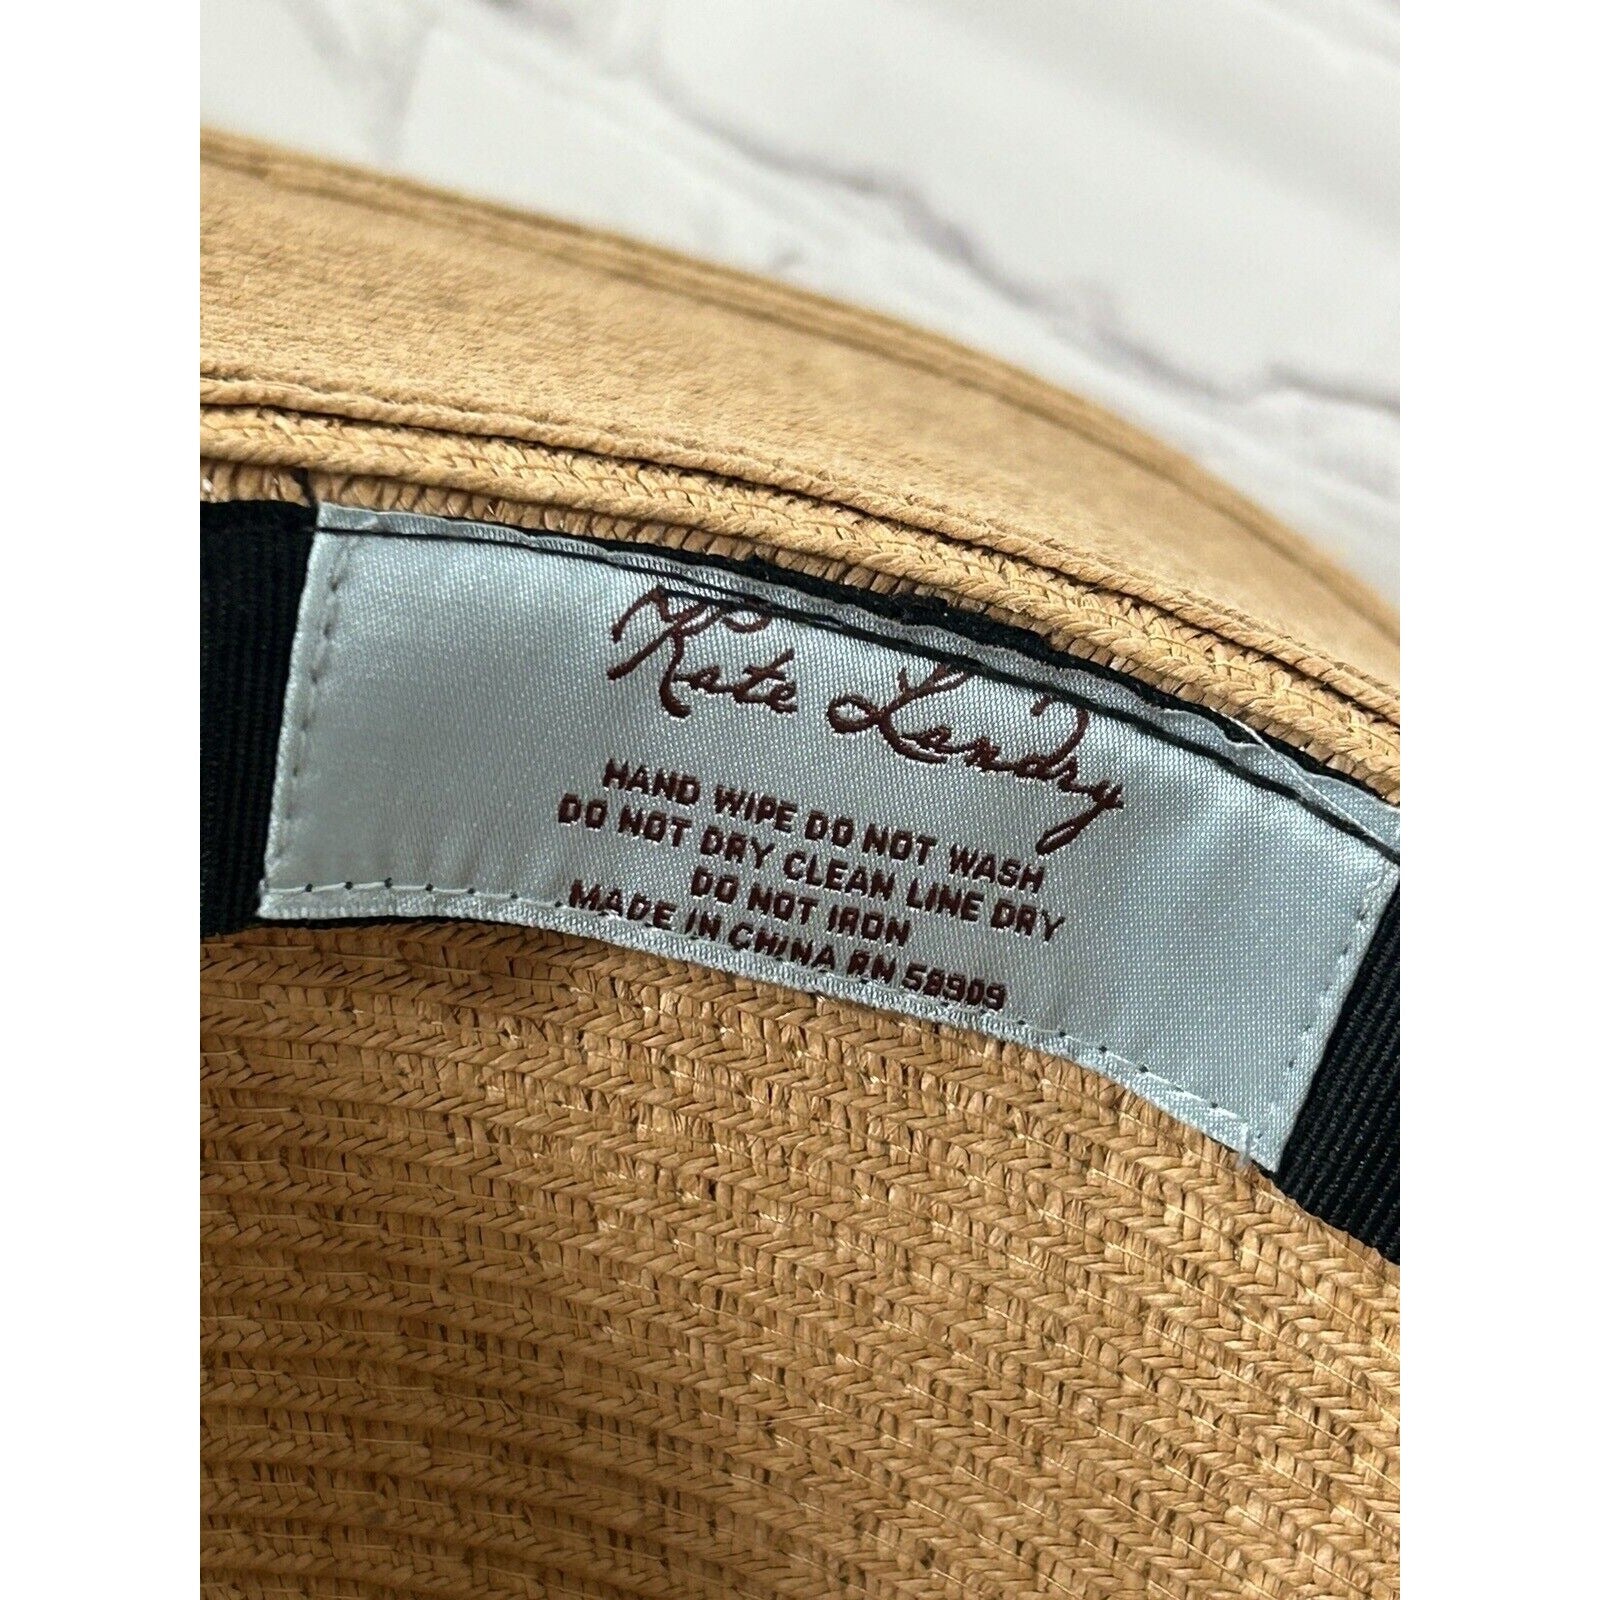 Kate Landry
HAND WIPE DO NOT WASH
DO NOT DRY CLEAN LINE DRY
DO NOT IRON
MADE IN CHINA RN 58909